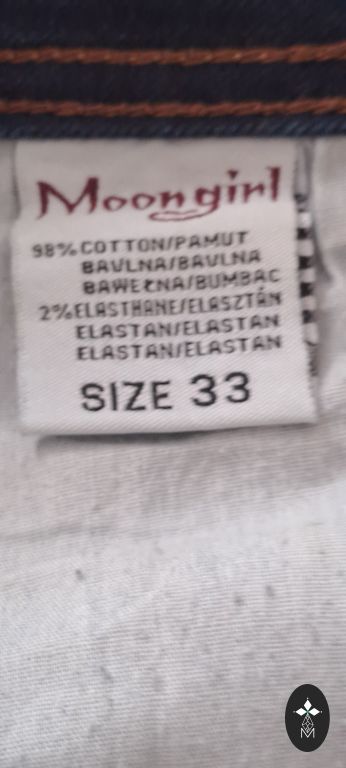 Moongirl
98% COTTON/PAMUT
BAVLNA/BAVLNA
BAWEŁNA/BUMBAC
2% ELASTHANE/ELASZTÁN
ELASTAN/ELASTAN
ELASTAN/ELASTAN
SIZE 33
M